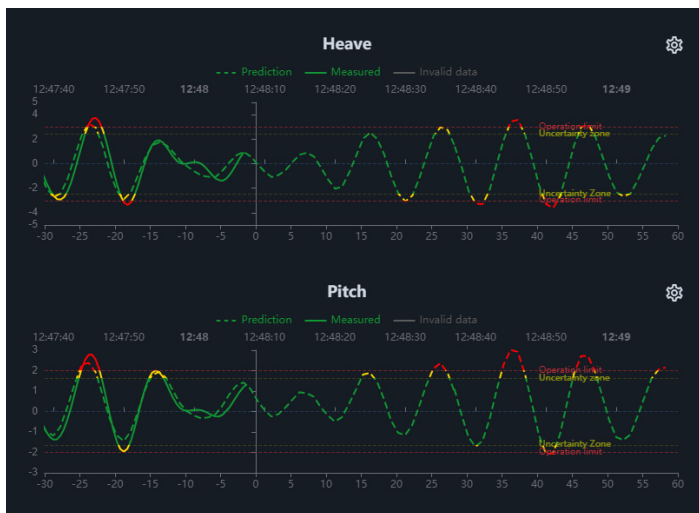 Heave
Prediction Measured Invalid data
12:47:40 12:47:50 12:48 12:48:10 12:48:20 12:48:30 12:48:40 12:48:50 12:49
5
4
2
0
-2
-4
-5
Operation limit
Uncertainty zone
Uncertainty Zone
Operation limit
-30 -25 -20 -15 -10 -5 0 5 10 15 20 25 30 35 40 45 50 55 60
Pitch
Prediction Measured Invalid data
12:47:40 12:47:50 12:48 12:48:10 12:48:20 12:48:30 12:48:40 12:48:50 12:49
3
2
1
0
-1
-2
-3
Operation limit
Uncertainty zone
Uncertainty Zone
Operation limit
-30 -25 -20 -15 -10 -5 0 5 10 15 20 25 30 35 40 45 50 55 60